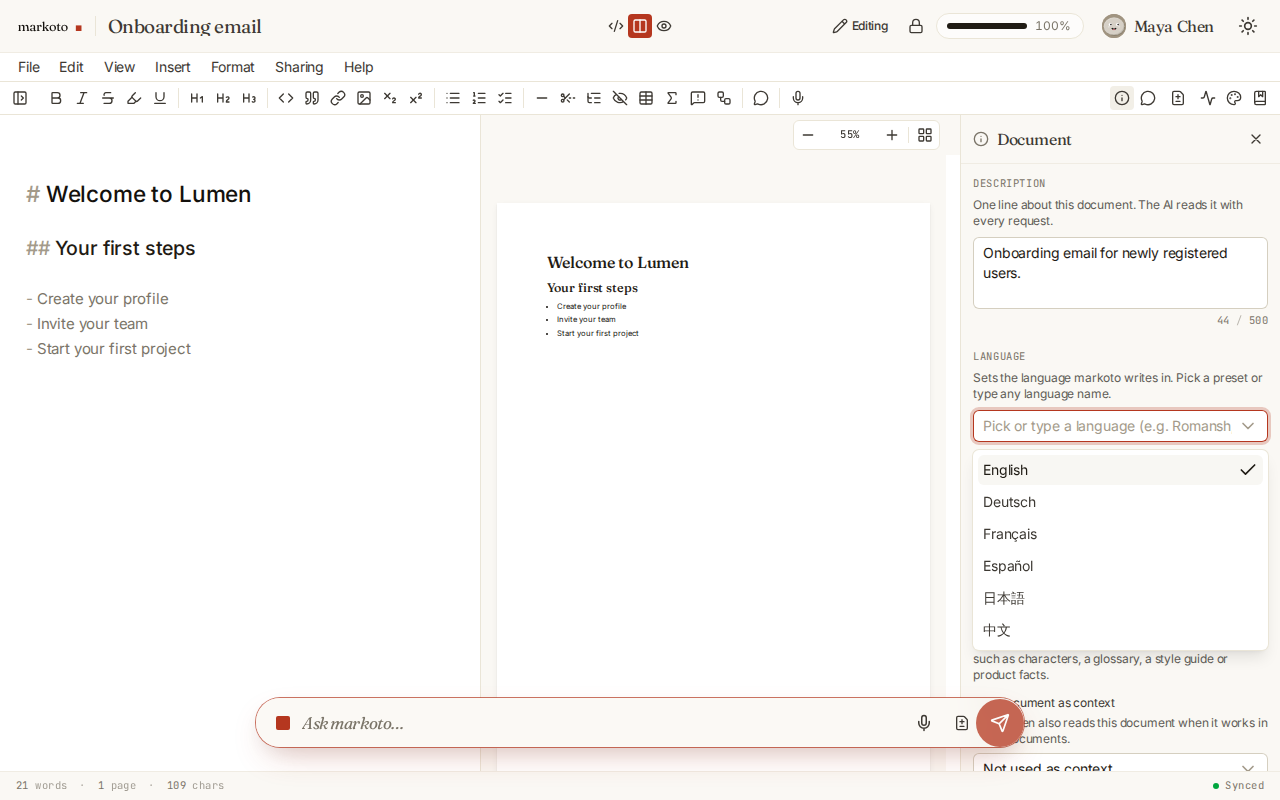 markoto
Onboarding email
Editing
100%
Maya Chen
File Edit View Insert Format Sharing Help
H1 H2 H3
55%
# Welcome to Lumen
## Your first steps
- Create your profile
- Invite your team
- Start your first project
Welcome to Lumen
Your first steps
• Create your profile
• Invite your team
• Start your first project
Document
DESCRIPTION
One line about this document. The AI reads it with
every request.
Onboarding email for newly registered
users.
44 / 500
LANGUAGE
Sets the language markoto writes in. Pick a preset or
type any language name.
Pick or type a language (e.g. Romansh
English
Deutsch
Français
Español
日本語
中文
such as characters, a glossary, a style guide or
product facts.
as context
also reads this document when it works in
Not used as context
Ask markoto...
21 words · 1 page · 109 chars
Synced